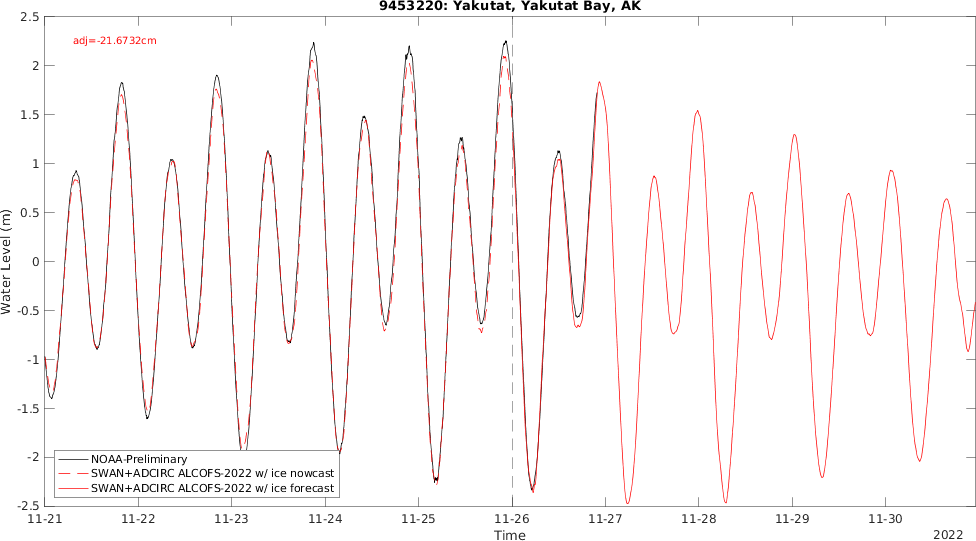 9453220: Yakutat, Yakutat Bay, AK
adj=-21.6732cm
2.5
2
1.5
1
0.5
0
-0.5
-1
-1.5
-2
-2.5
Water Level (m)
NOAA-Preliminary
SWAN+ADCIRC ALCOFS-2022 w/ ice nowcast
SWAN+ADCIRC ALCOFS-2022 w/ ice forecast
11-21 11-22 11-23 11-24 11-25 11-26 11-27 11-28 11-29 11-30
Time
2022